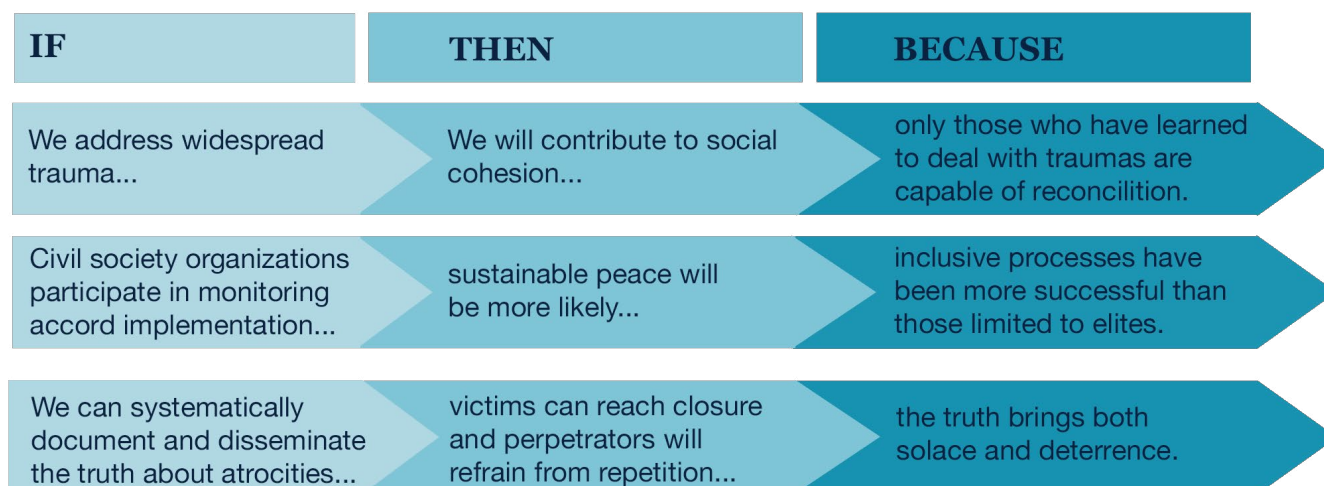 IF
THEN
BECAUSE
We address widespread
trauma...
We will contribute to social
cohesion...
only those who have learned
to deal with traumas are
capable of reconcilition.
Civil society organizations
participate in monitoring
accord implementation...
sustainable peace will
be more likely...
inclusive processes have
been more successful than
those limited to elites.
We can systematically
document and disseminate
the truth about atrocities...
victims can reach closure
and perpetrators will
refrain from repetition...
the truth brings both
solace and deterrence.